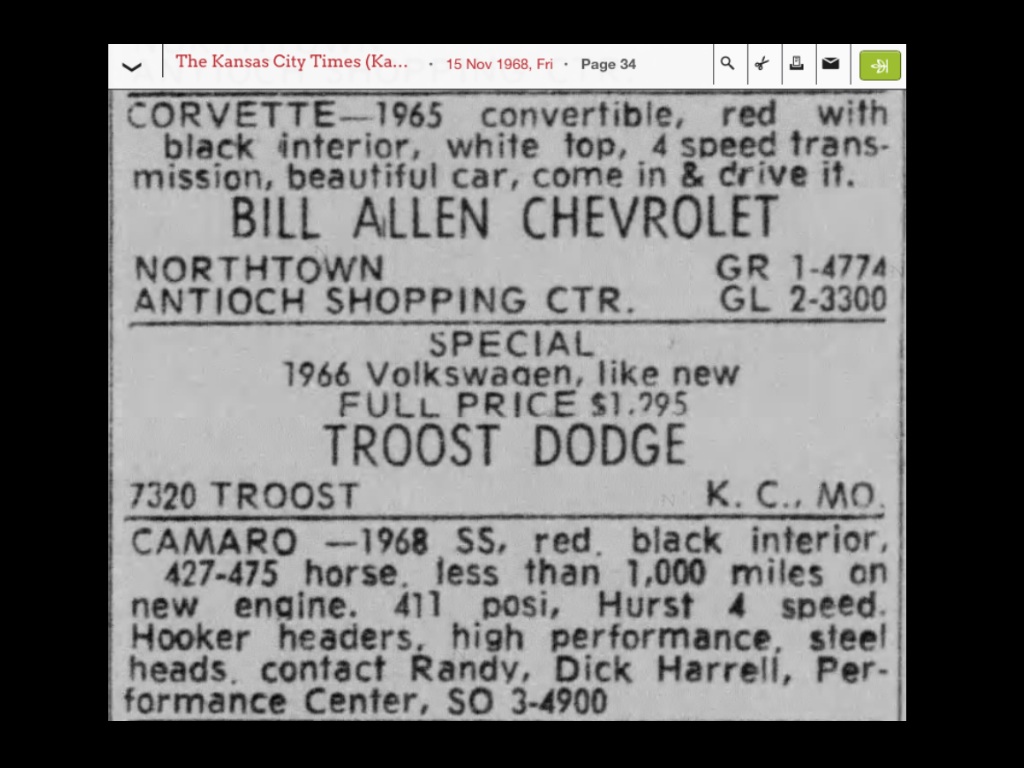 The Kansas City Times (Ka... · 15 Nov 1968, Fri · Page 34
CORVETTE—1965 convertible, red with
black interior, white top, 4 speed trans-
mission, beautiful car, come in & drive it.
BILL ALLEN CHEVROLET
NORTHTOWN GR 1-4774
ANTIOCH SHOPPING CTR. GL 2-3300
SPECIAL
1966 Volkswagen, like new
FULL PRICE
TROOST DODGE
7320 TROOST K. C., MO.
CAMARO —1968 SS, red, black interior,
427-475 horse, less than 1,000 miles on
new engine. 411 posi, Hurst 4 speed.
Hooker headers, high performance, steel
heads, contact Randy, Dick Harrell, Per-
formance Center, SO 3-4900